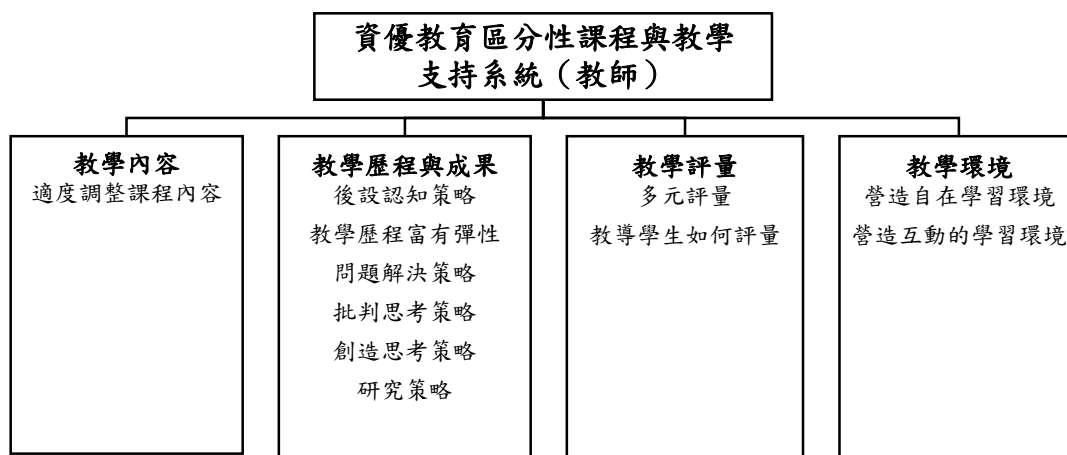 資優教育區分性課程與教學
支持系統（教師）
教學內容
適度調整課程內容
教學歷程與成果
後設認知策略
教學歷程富有彈性
問題解決策略
批判思考策略
創造思考策略
研究策略
教學評量
多元評量
教導學生如何評量
教學環境
營造自在學習環境
營造互動的學習環境